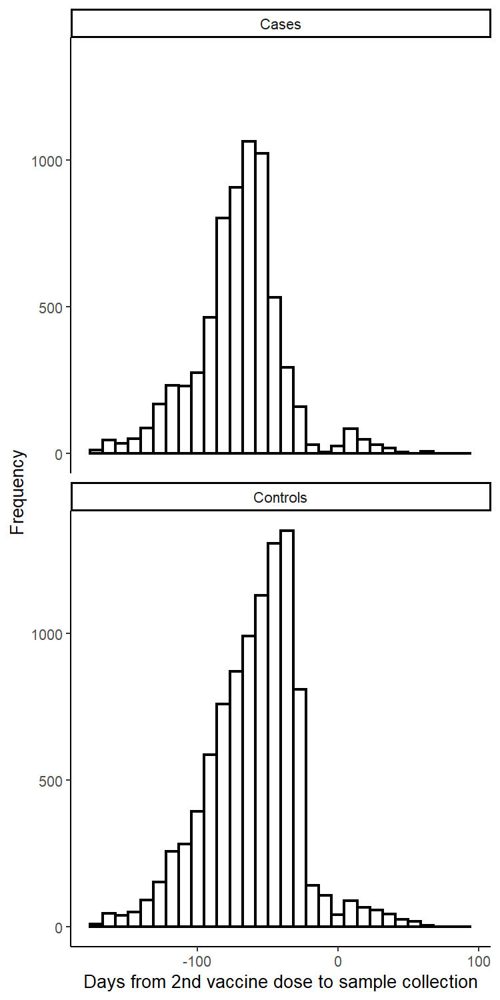 Cases
1000
500
0
Frequency
Controls
1000
500
0
-100 0 100
Days from 2nd vaccine dose to sample collection